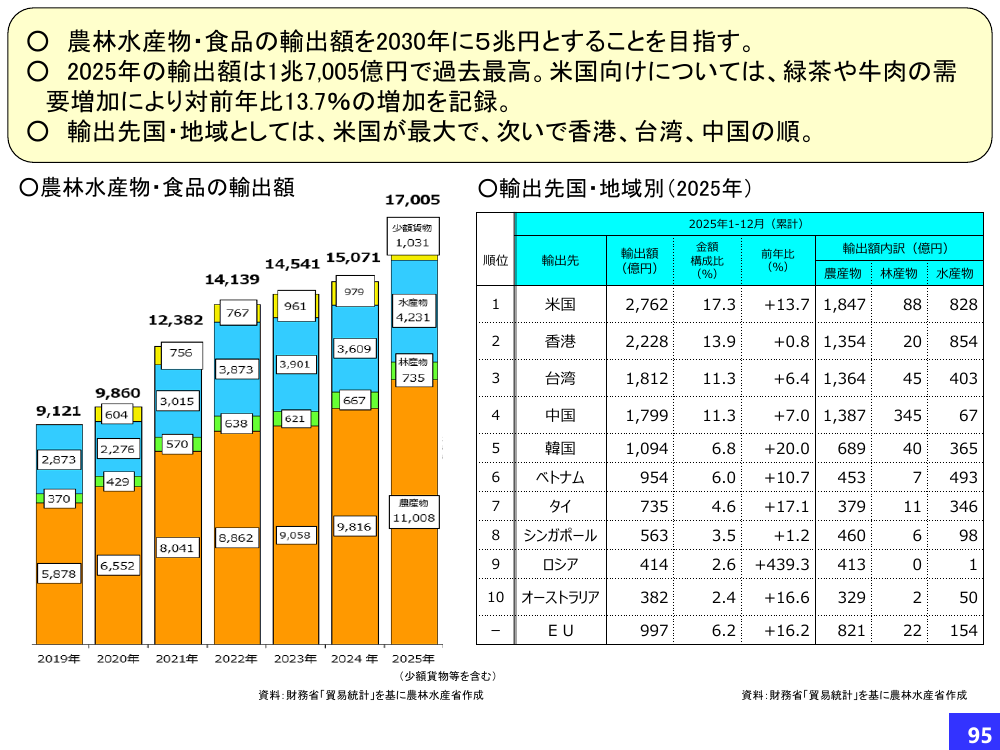 〇　農林水産物・食品の輸出額を2030年に５兆円とすることを目指す。
〇　2025年の輸出額は1兆7,005億円で過去最高。米国向けについては、緑茶や牛肉の需
要増加により対前年比13.7％の増加を記録。
〇　輸出先国・地域としては、米国が最大で、次いで香港、台湾、中国の順。
〇農林水産物・食品の輸出額
17,005
少額貨物
1,031
15,071
14,541
14,139
979
961
767
水産物
4,231
12,382
756
3,609
3,901
3,873
林産物
735
9,860
3,015
667
9,121
604
621
638
2,276
570
2,873
429
370
農産物
11,008
9,816
9,058
8,862
8,041
6,552
5,878
2019年 2020年 2021年 2022年 2023年 2024 年 2025年
（少額貨物等を含む）
資料：財務省「貿易統計」を基に農林水産省作成
〇輸出先国・地域別（2025年）
2025年1-12月（累計）
順位 輸出先 輸出額（億円） 金額構成比（%） 前年比（%） 輸出額内訳（億円）
農産物 林産物 水産物
1 米国 2,762 17.3 +13.7 1,847 88 828
2 香港 2,228 13.9 +0.8 1,354 20 854
3 台湾 1,812 11.3 +6.4 1,364 45 403
4 中国 1,799 11.3 +7.0 1,387 345 67
5 韓国 1,094 6.8 +20.0 689 40 365
6 ベトナム 954 6.0 +10.7 453 7 493
7 タイ 735 4.6 +17.1 379 11 346
8 シンガポール 563 3.5 +1.2 460 6 98
9 ロシア 414 2.6 +439.3 413 0 1
10 オーストラリア 382 2.4 +16.6 329 2 50
－ ＥＵ 997 6.2 +16.2 821 22 154
資料：財務省「貿易統計」を基に農林水産省作成
95